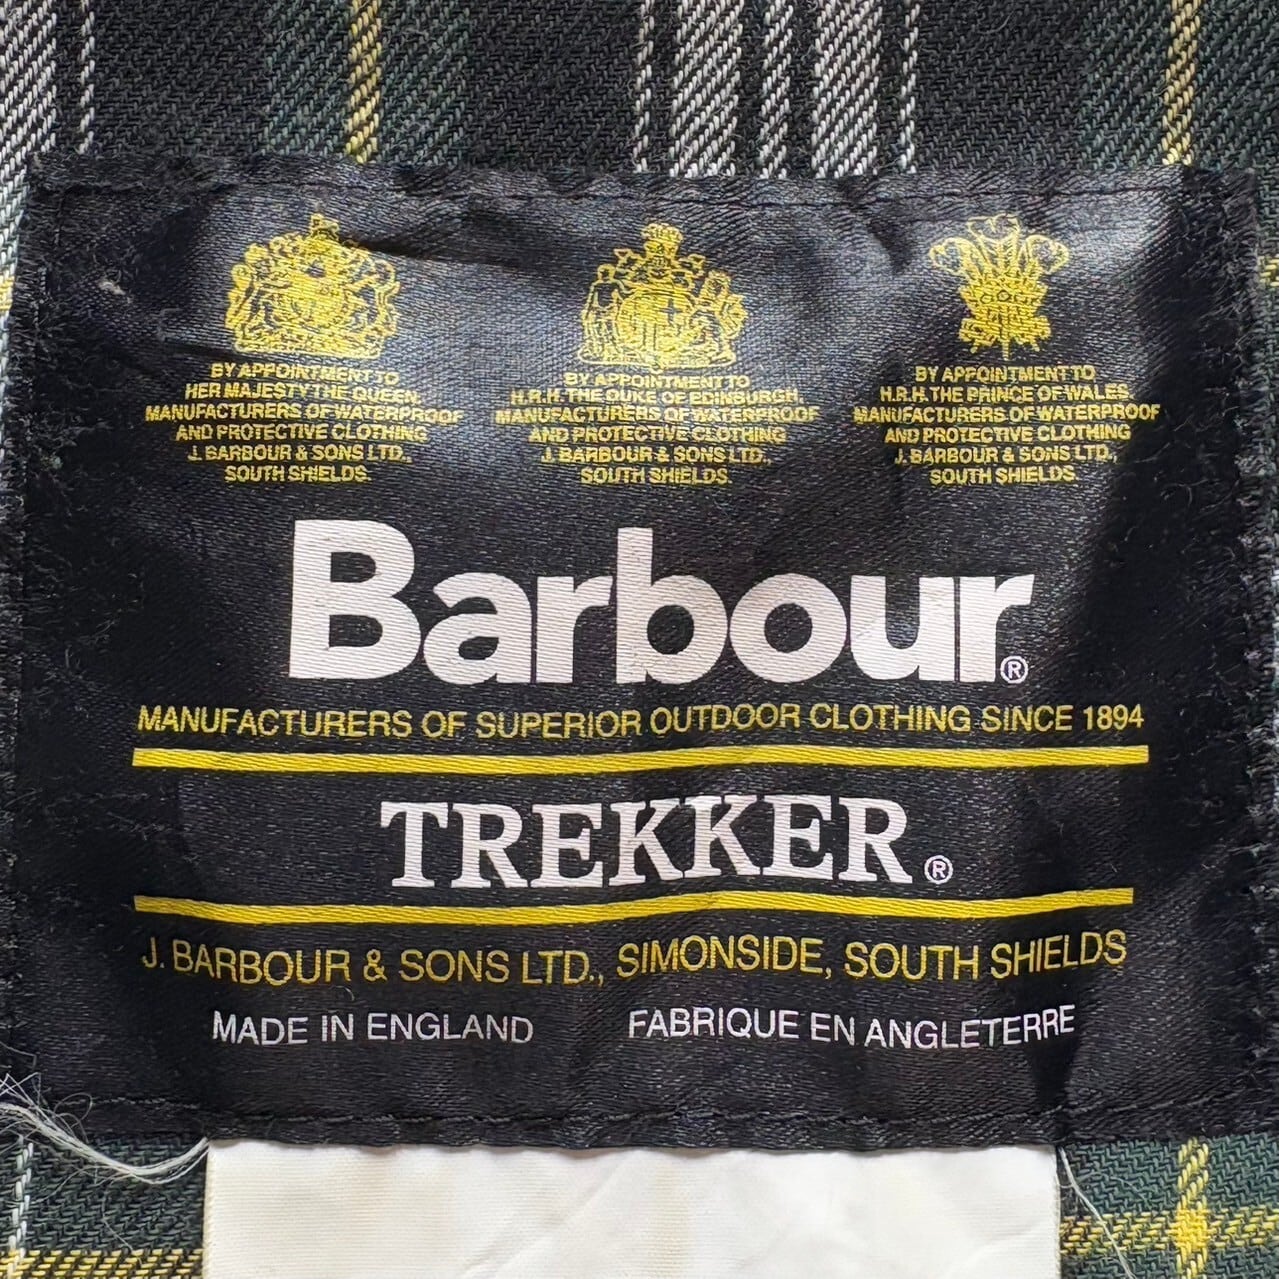 BY APPOINTMENT TO
HER MAJESTY THE QUEEN
MANUFACTURERS OF WATERPROOF
AND PROTECTIVE CLOTHING
J. BARBOUR & SONS LTD.,
SOUTH SHIELDS.
BY APPOINTMENT TO
H.R.H. THE DUKE OF EDINBURGH
MANUFACTURERS OF WATERPROOF
AND PROTECTIVE CLOTHING
J. BARBOUR & SONS LTD.,
SOUTH SHIELDS.
BY APPOINTMENT TO
H.R.H. THE PRINCE OF WALES
MANUFACTURERS OF WATERPROOF
AND PROTECTIVE CLOTHING
J. BARBOUR & SONS LTD.,
SOUTH SHIELDS.
Barbour®
MANUFACTURERS OF SUPERIOR OUTDOOR CLOTHING SINCE 1894
TREKKER®
J. BARBOUR & SONS LTD., SIMONSIDE, SOUTH SHIELDS
MADE IN ENGLAND FABRIQUE EN ANGLETERRE